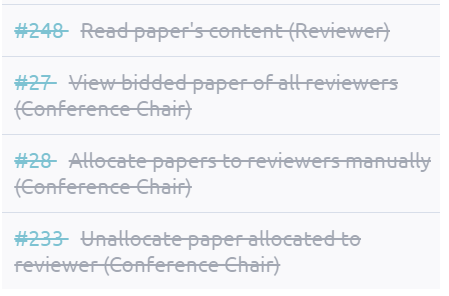 #248 Read paper's content (Reviewer)
#27 View bidded paper of all reviewers
(Conference Chair)
#28 Allocate papers to reviewers manually
(Conference Chair)
#233 Unallocate paper allocated to
reviewer (Conference Chair)